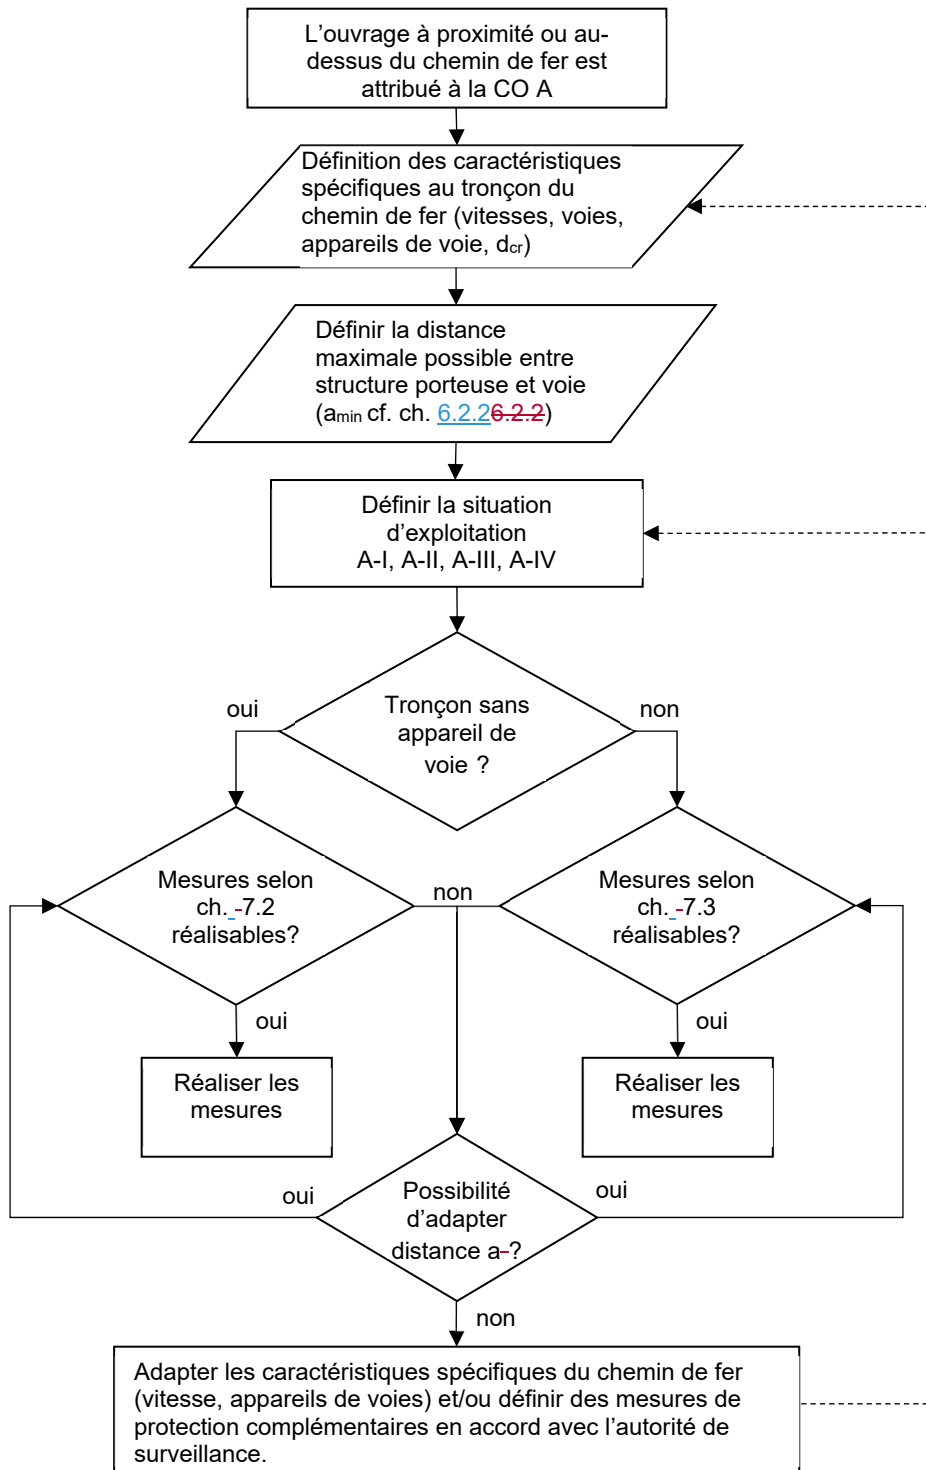 L'ouvrage à proximité ou au-
dessus du chemin de fer est
attribué à la CO A
Définition des caractéristiques
spécifiques au tronçon du
chemin de fer (vitesses, voies,
appareils de voie, dcr)
Définir la distance
maximale possible entre
structure porteuse et voie
(amin cf. ch. 6.2.26.2.2)
Définir la situation
d'exploitation
A-I, A-II, A-III, A-IV
oui
Tronçon sans
appareil de
voie ?
non
Mesures selon
ch. -7.2
réalisables?
non
Mesures selon
ch. -7.3
réalisables?
oui
oui
Réaliser les
mesures
Réaliser les
mesures
oui
Possibilité
d'adapter
distance a-?
oui
non
Adapter les caractéristiques spécifiques du chemin de fer
(vitesse, appareils de voies) et/ou définir des mesures de
protection complémentaires en accord avec l'autorité de
surveillance.